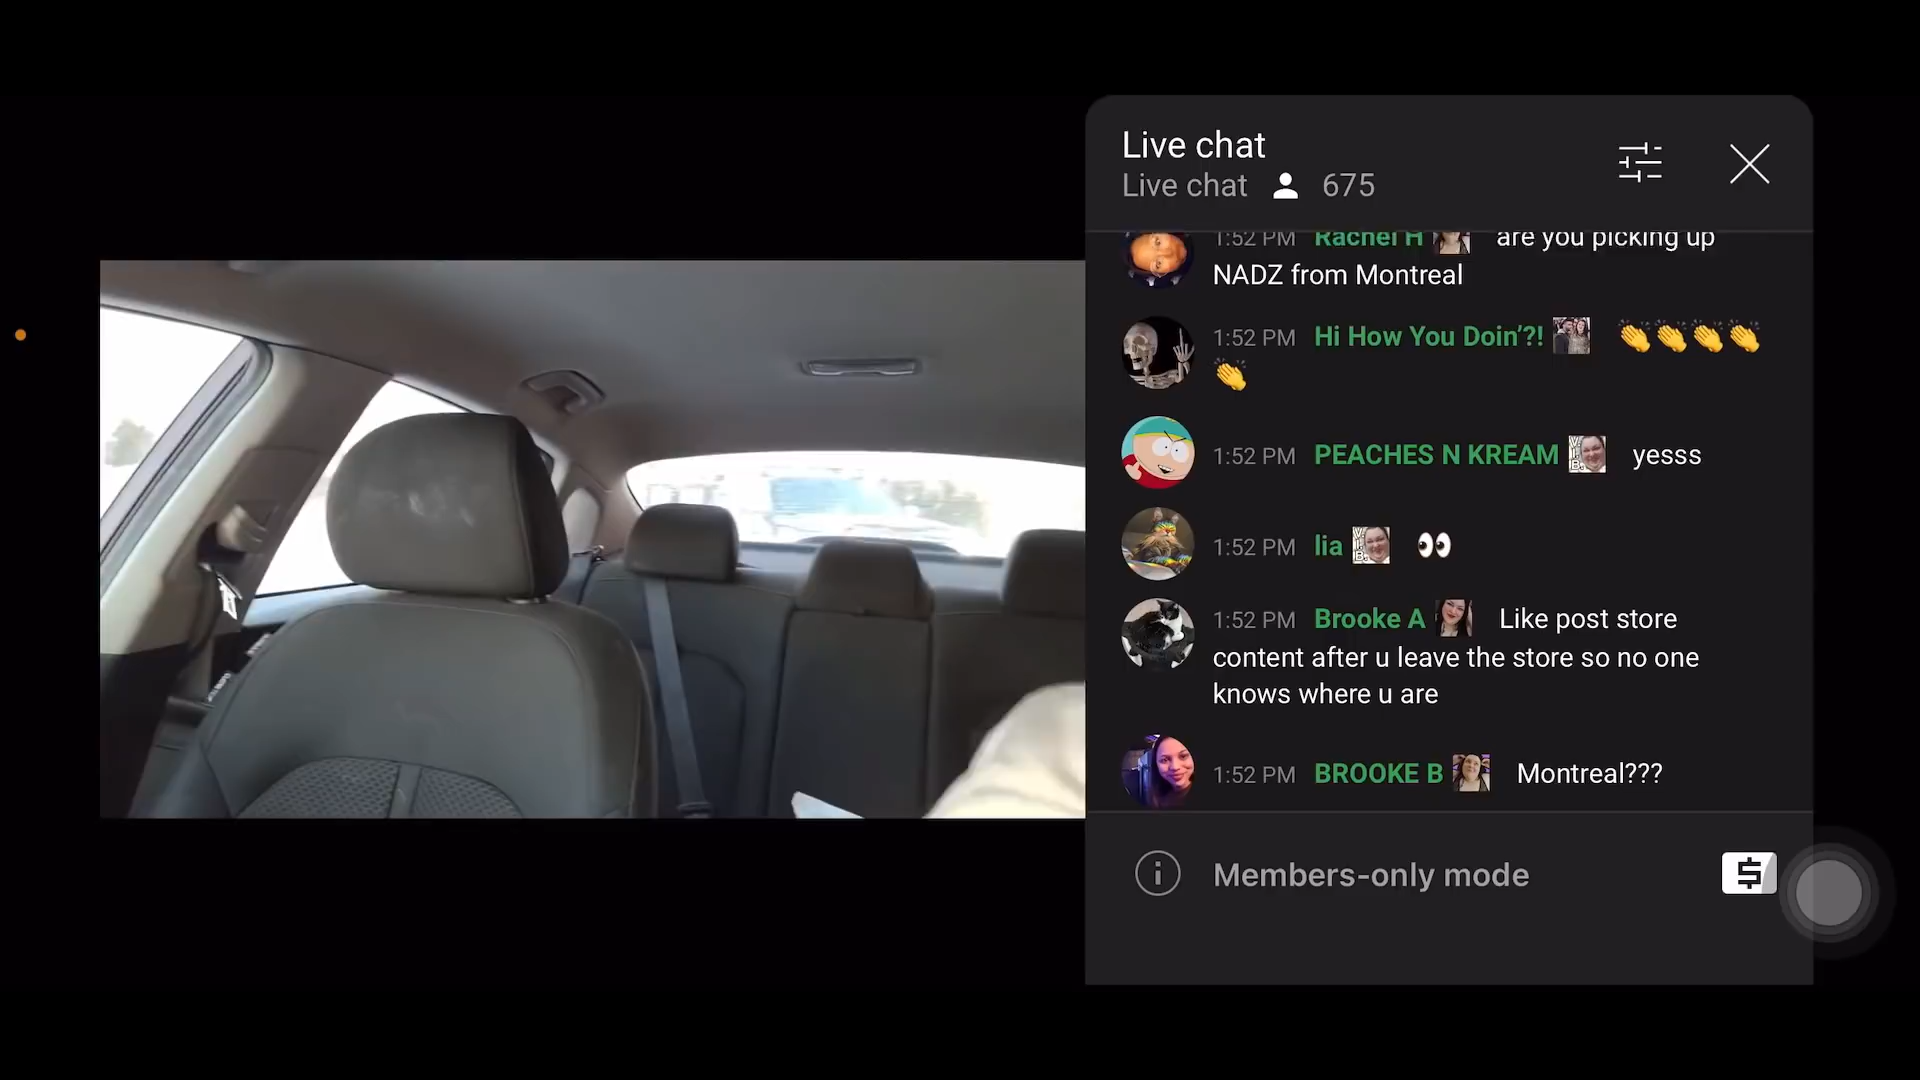 Live chat
Live chat 675
1:52 PM Rachel H are you picking up
NADZ from Montreal
1:52 PM Hi How You Doin’?! 👏👏👏👏
👏
1:52 PM PEACHES N KREAM yesss
1:52 PM lia 👀
1:52 PM Brooke A Like post store
content after u leave the store so no one
knows where u are
1:52 PM BROOKE B Montreal???
Members-only mode